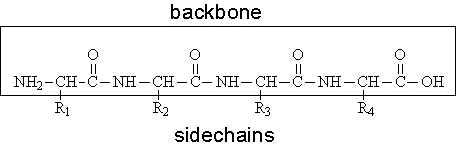 backbone
O O O O
NH2–CH–C–NH–CH–C–NH–CH–C–NH–CH–C–OH
R1 R2 R3 R4
sidechains